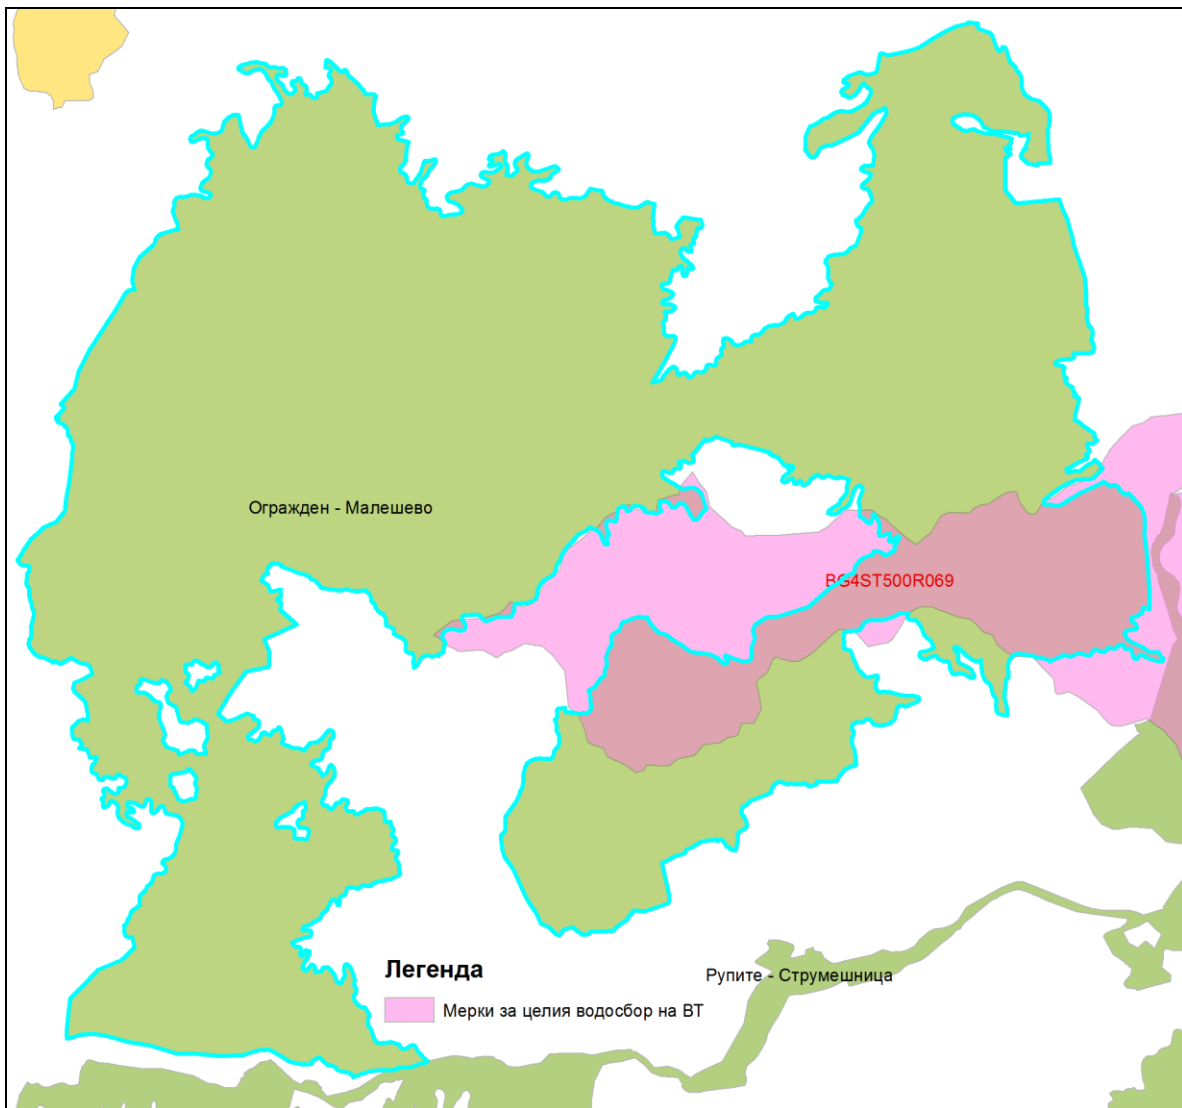 Огражден - Малешево
BG4ST500R069
Рупите - Струмешница
Легенда
Мерки за целия водосбор на ВТ